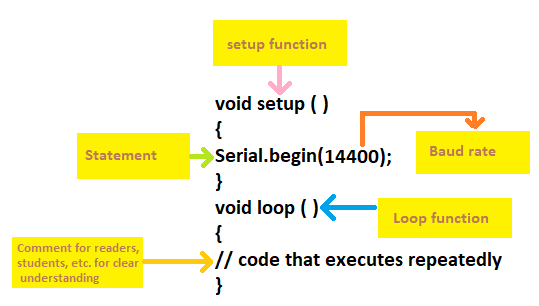 setup function
void setup ( )
{
Statement
Serial.begin(14400);
Baud rate
}
void loop ( )
Loop function
{
Comment for readers,
students, etc. for clear
understanding
// code that executes repeatedly
}